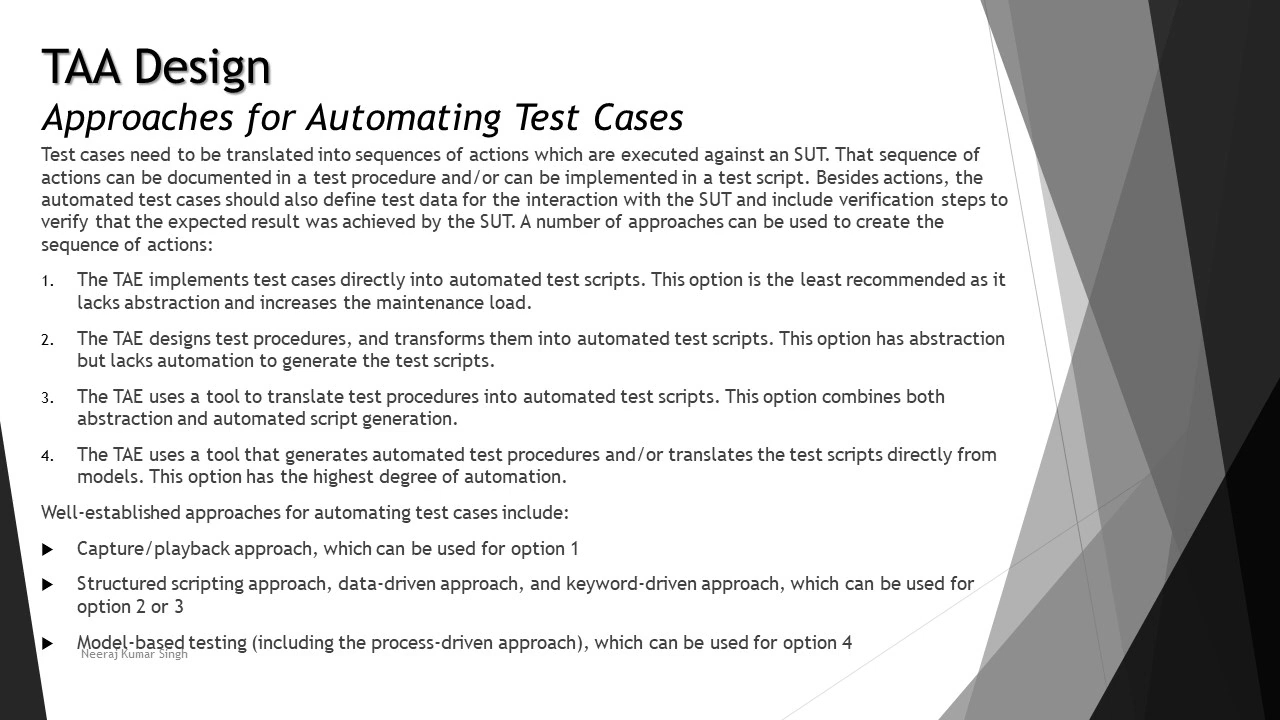 TAA Design
Approaches for Automating Test Cases
Test cases need to be translated into sequences of actions which are executed against an SUT. That sequence of
actions can be documented in a test procedure and/or can be implemented in a test script. Besides actions, the
automated test cases should also define test data for the interaction with the SUT and include verification steps to
verify that the expected result was achieved by the SUT. A number of approaches can be used to create the
sequence of actions:
1. The TAE implements test cases directly into automated test scripts. This option is the least recommended as it
lacks abstraction and increases the maintenance load.
2. The TAE designs test procedures, and transforms them into automated test scripts. This option has abstraction
but lacks automation to generate the test scripts.
3. The TAE uses a tool to translate test procedures into automated test scripts. This option combines both
abstraction and automated script generation.
4. The TAE uses a tool that generates automated test procedures and/or translates the test scripts directly from
models. This option has the highest degree of automation.
Well-established approaches for automating test cases include:
Capture/playback approach, which can be used for option 1
Structured scripting approach, data-driven approach, and keyword-driven approach, which can be used for
option 2 or 3
Model-based testing (including the process-driven approach), which can be used for option 4
Neeraj Kumar Singh